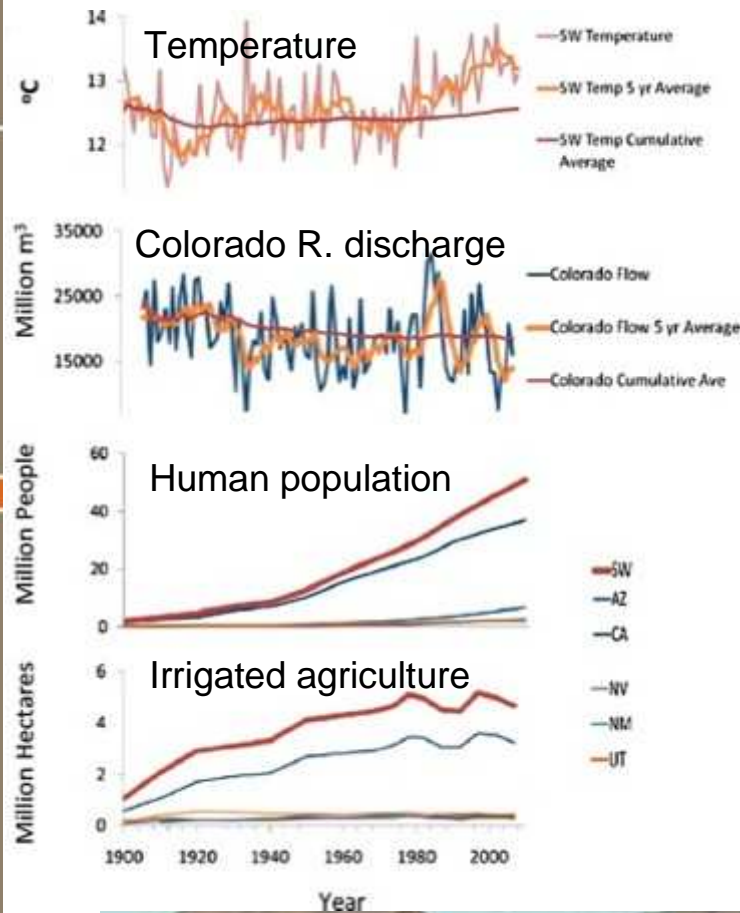 Temperature
ºC
14
13
12
SW Temperature
SW Temp 5 yr Average
SW Temp Cumulative
Average
Colorado R. discharge
Million m³
35000
25000
15000
Colorado Flow
Colorado Flow 5 yr Average
Colorado Cumulative Ave
Human population
Million People
60
40
20
0
SW
AZ
CA
NV
NM
UT
Irrigated agriculture
Million Hectares
6
4
2
0
1900 1920 1940 1960 1980 2000
Year